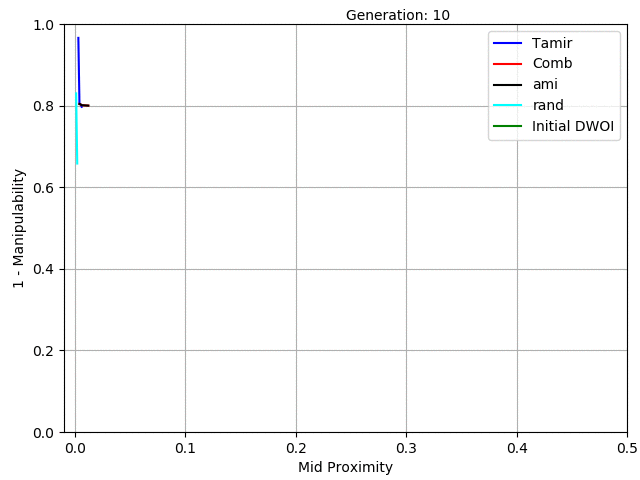 Generation: 10
1.0
0.8
0.6
0.4
0.2
0.0
1 - Manipulability
Tamir
Comb
ami
rand
Initial DWOI
0.0 0.1 0.2 0.3 0.4 0.5
Mid Proximity